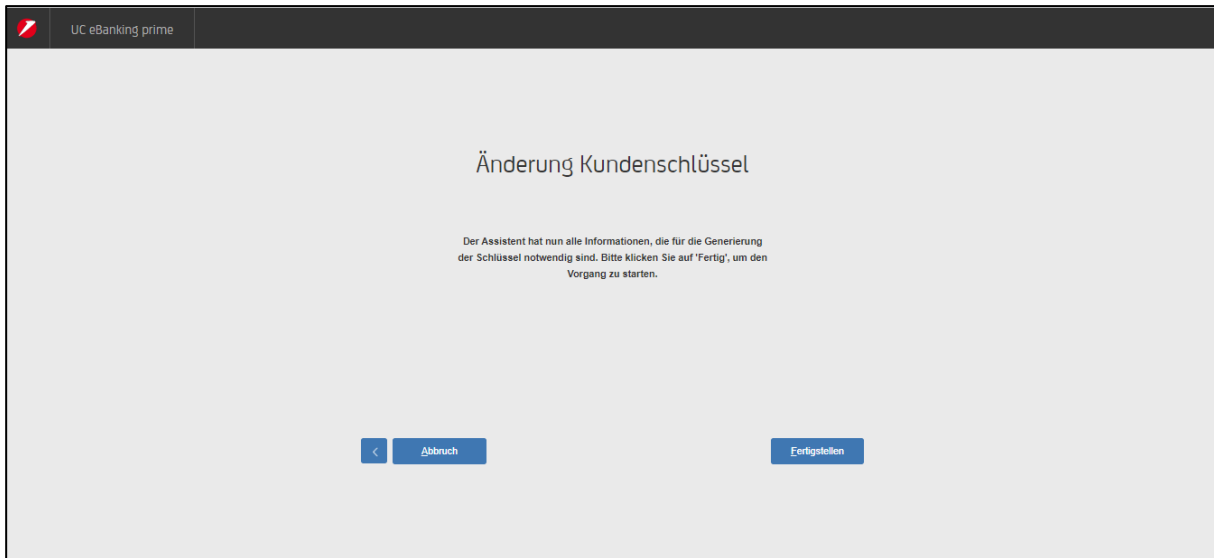 UC eBanking prime
Änderung Kundenschlüssel
Der Assistent hat nun alle Informationen, die für die Generierung
der Schlüssel notwendig sind. Bitte klicken Sie auf 'Fertig', um den
Vorgang zu starten.
< Abbruch Fertigstellen